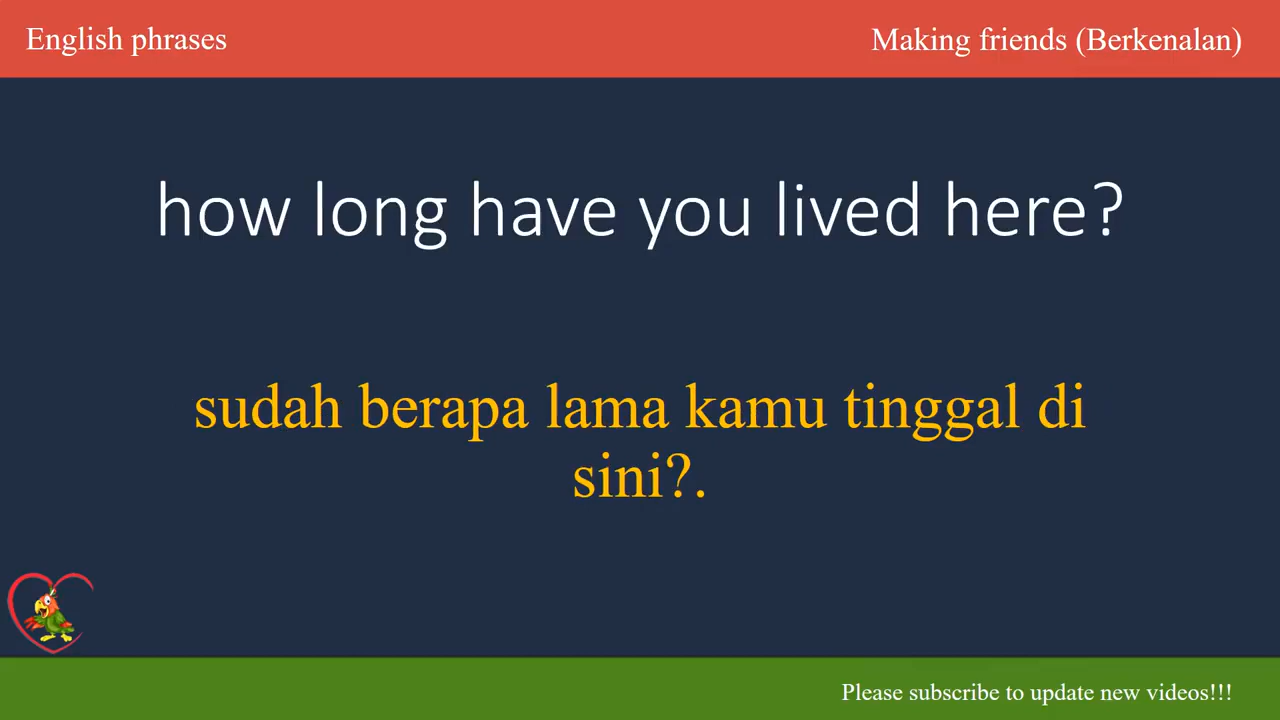 English phrases
Making friends (Berkenalan)
how long have you lived here?
sudah berapa lama kamu tinggal di
sini?.
Please subscribe to update new videos!!!